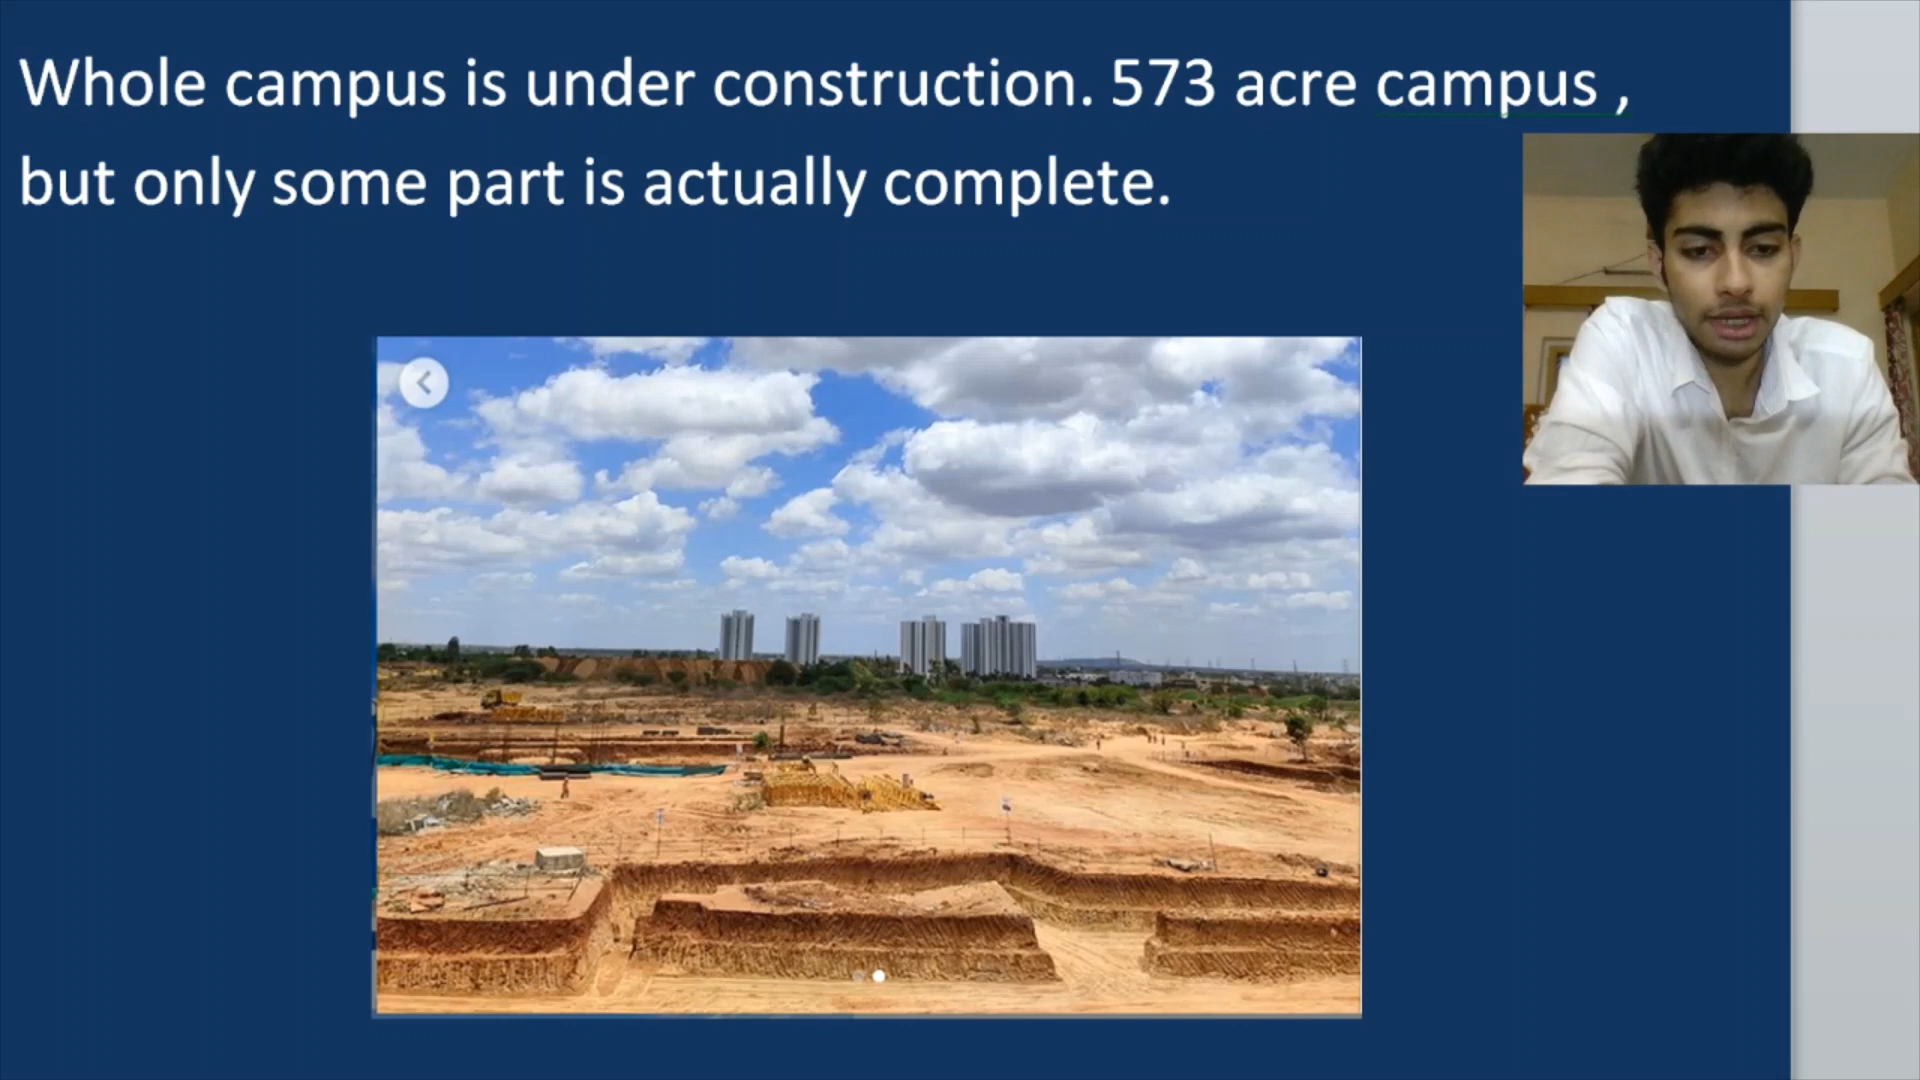 Whole campus is under construction. 573 acre campus ,
but only some part is actually complete.